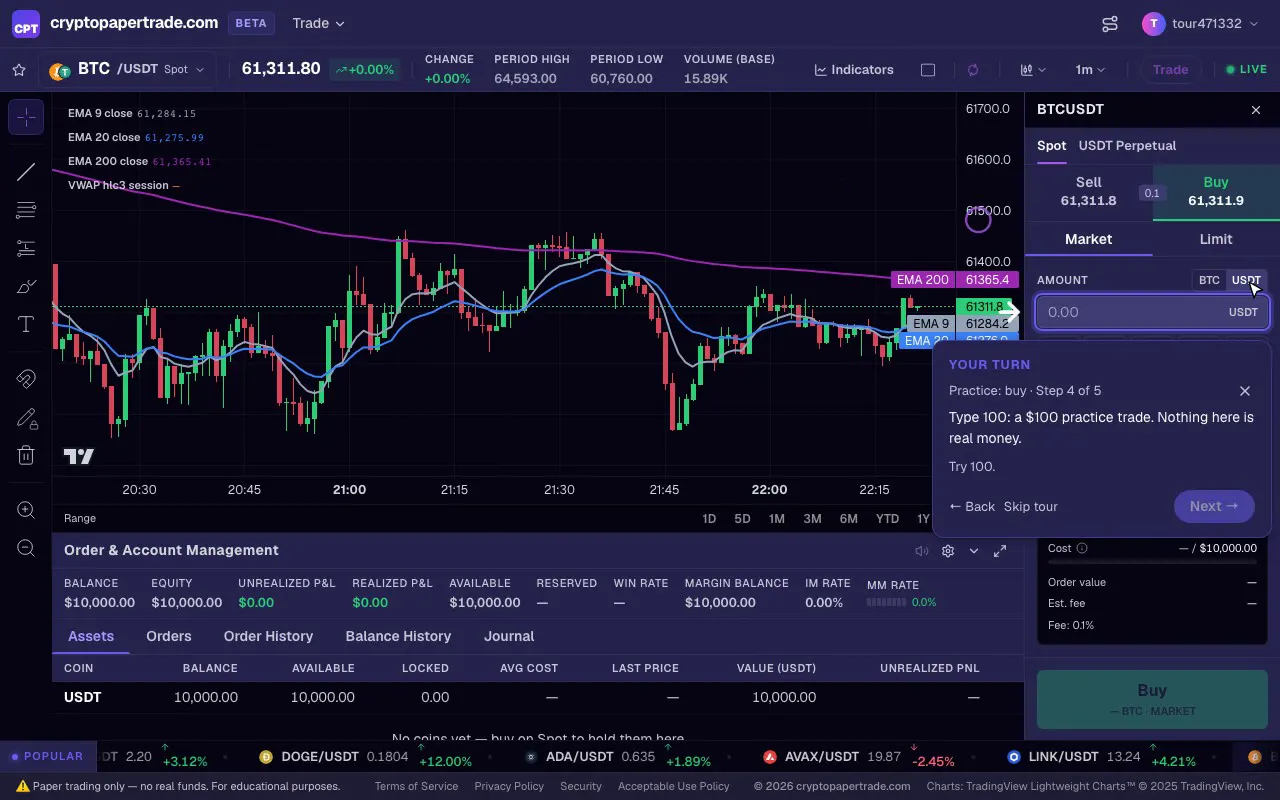 CPT cryptopapertrade.com BETA Trade tour471332
T
BTC /USDT Spot 61,311.80 +0.00%
CHANGE PERIOD HIGH PERIOD LOW VOLUME (BASE)
+0.00% 64,593.00 60,760.00 15.89K
Indicators 1m Trade LIVE
EMA 9 close 61,284.15
EMA 20 close 61,275.99
EMA 200 close 61,365.41
VWAP hlc3 session —
61700.0
61600.0
61500.0
61400.0
EMA 200 61365.4
61311.8
EMA 9 61284.2
20:30 20:45 21:00 21:15 21:30 21:45 22:00 22:15
Range 1D 5D 1M 3M 6M YTD 1Y
BTCUSDT
Spot USDT Perpetual
Sell 0.1 Buy
61,311.8 61,311.9
Market Limit
AMOUNT BTC USDT
0.00 USDT
YOUR TURN
Practice: buy · Step 4 of 5
Type 100: a $100 practice trade. Nothing here is
real money.
Try 100.
← Back Skip tour Next →
Cost — / $10,000.00
Order value —
Est. fee —
Fee: 0.1%
Buy
— BTC · MARKET
Order & Account Management
BALANCE EQUITY UNREALIZED P&L REALIZED P&L AVAILABLE RESERVED WIN RATE MARGIN BALANCE IM RATE MM RATE
$10,000.00 $10,000.00 $0.00 $0.00 $10,000.00 — — $10,000.00 0.00% 0.0%
Assets Orders Order History Balance History Journal
COIN BALANCE AVAILABLE LOCKED AVG COST LAST PRICE VALUE (USDT) UNREALIZED PNL
USDT 10,000.00 10,000.00 0.00 — — 10,000.00 —
No coins yet — buy on Spot to hold them here
POPULAR DT 2.20 ↑ +3.12% DOGE/USDT 0.1804 ↑ +12.00% ADA/USDT 0.635 ↑ +1.89% AVAX/USDT 19.87 ↓ -2.45% LINK/USDT 13.24 ↑ +4.21%
Paper trading only — no real funds. For educational purposes. Terms of Service Privacy Policy Security Acceptable Use Policy © 2026 cryptopapertrade.com Charts: TradingView Lightweight Charts™ © 2025 TradingView, Inc.